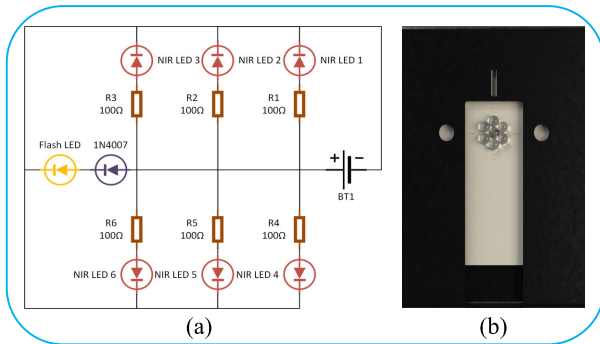 NIR LED 3 NIR LED 2 NIR LED 1
R3 R2 R1
100Ω 100Ω 100Ω
Flash LED 1N4007
+ −
BT1
R6 R5 R4
100Ω 100Ω 100Ω
NIR LED 6 NIR LED 5 NIR LED 4
(a) (b)